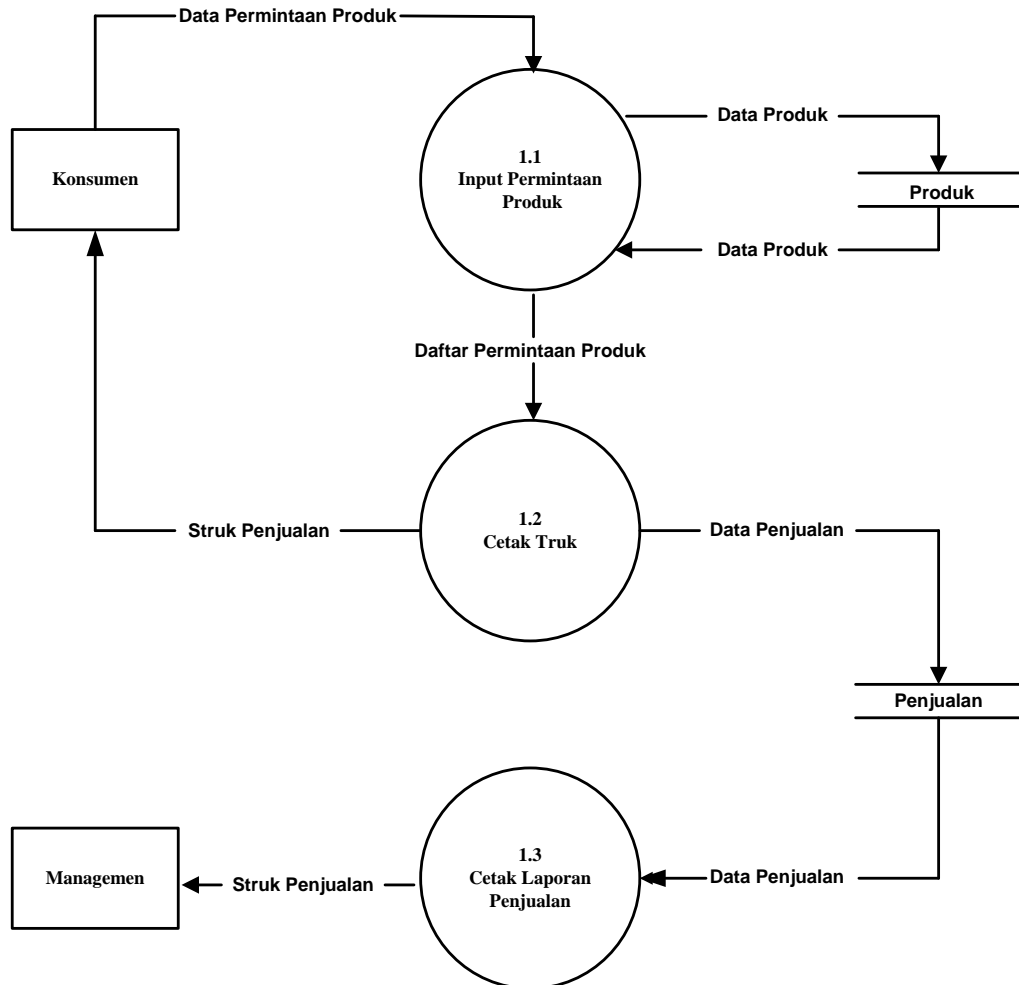 Data Permintaan Produk
Data Produk
1.1
Input Permintaan
Produk
Konsumen
Produk
Data Produk
Daftar Permintaan Produk
1.2
Cetak Truk
Struk Penjualan
Data Penjualan
Penjualan
1.3
Cetak Laporan
Penjualan
Managemen
Struk Penjualan
Data Penjualan